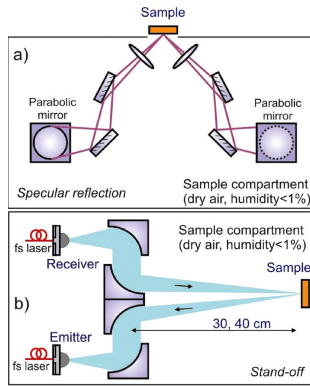 Sample
a)
Parabolic
mirror
Parabolic
mirror
Specular reflection
Sample compartment
(dry air, humidity<1%)
Sample compartment
(dry air, humidity<1%)
fs laser
Receiver
Sample
b)
30, 40 cm
Emitter
fs laser
Stand-off